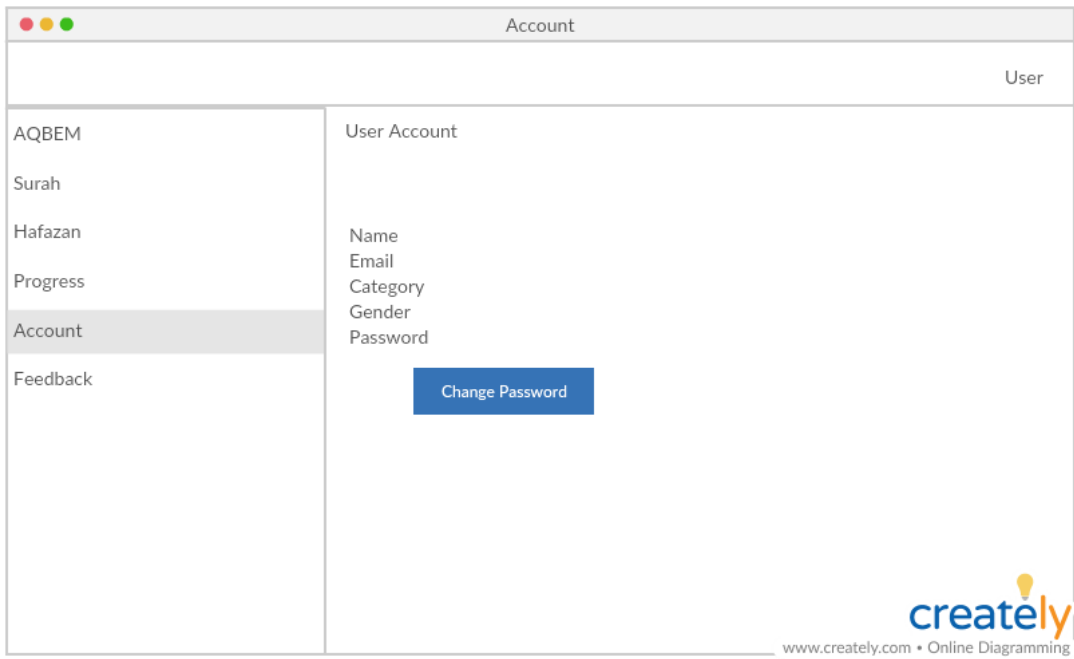 Account
User
AQBEM
Surah
Hafazan
Progress
Account
Feedback
User Account
Name
Email
Category
Gender
Password
Change Password
creately
www.creately.com • Online Diagramming